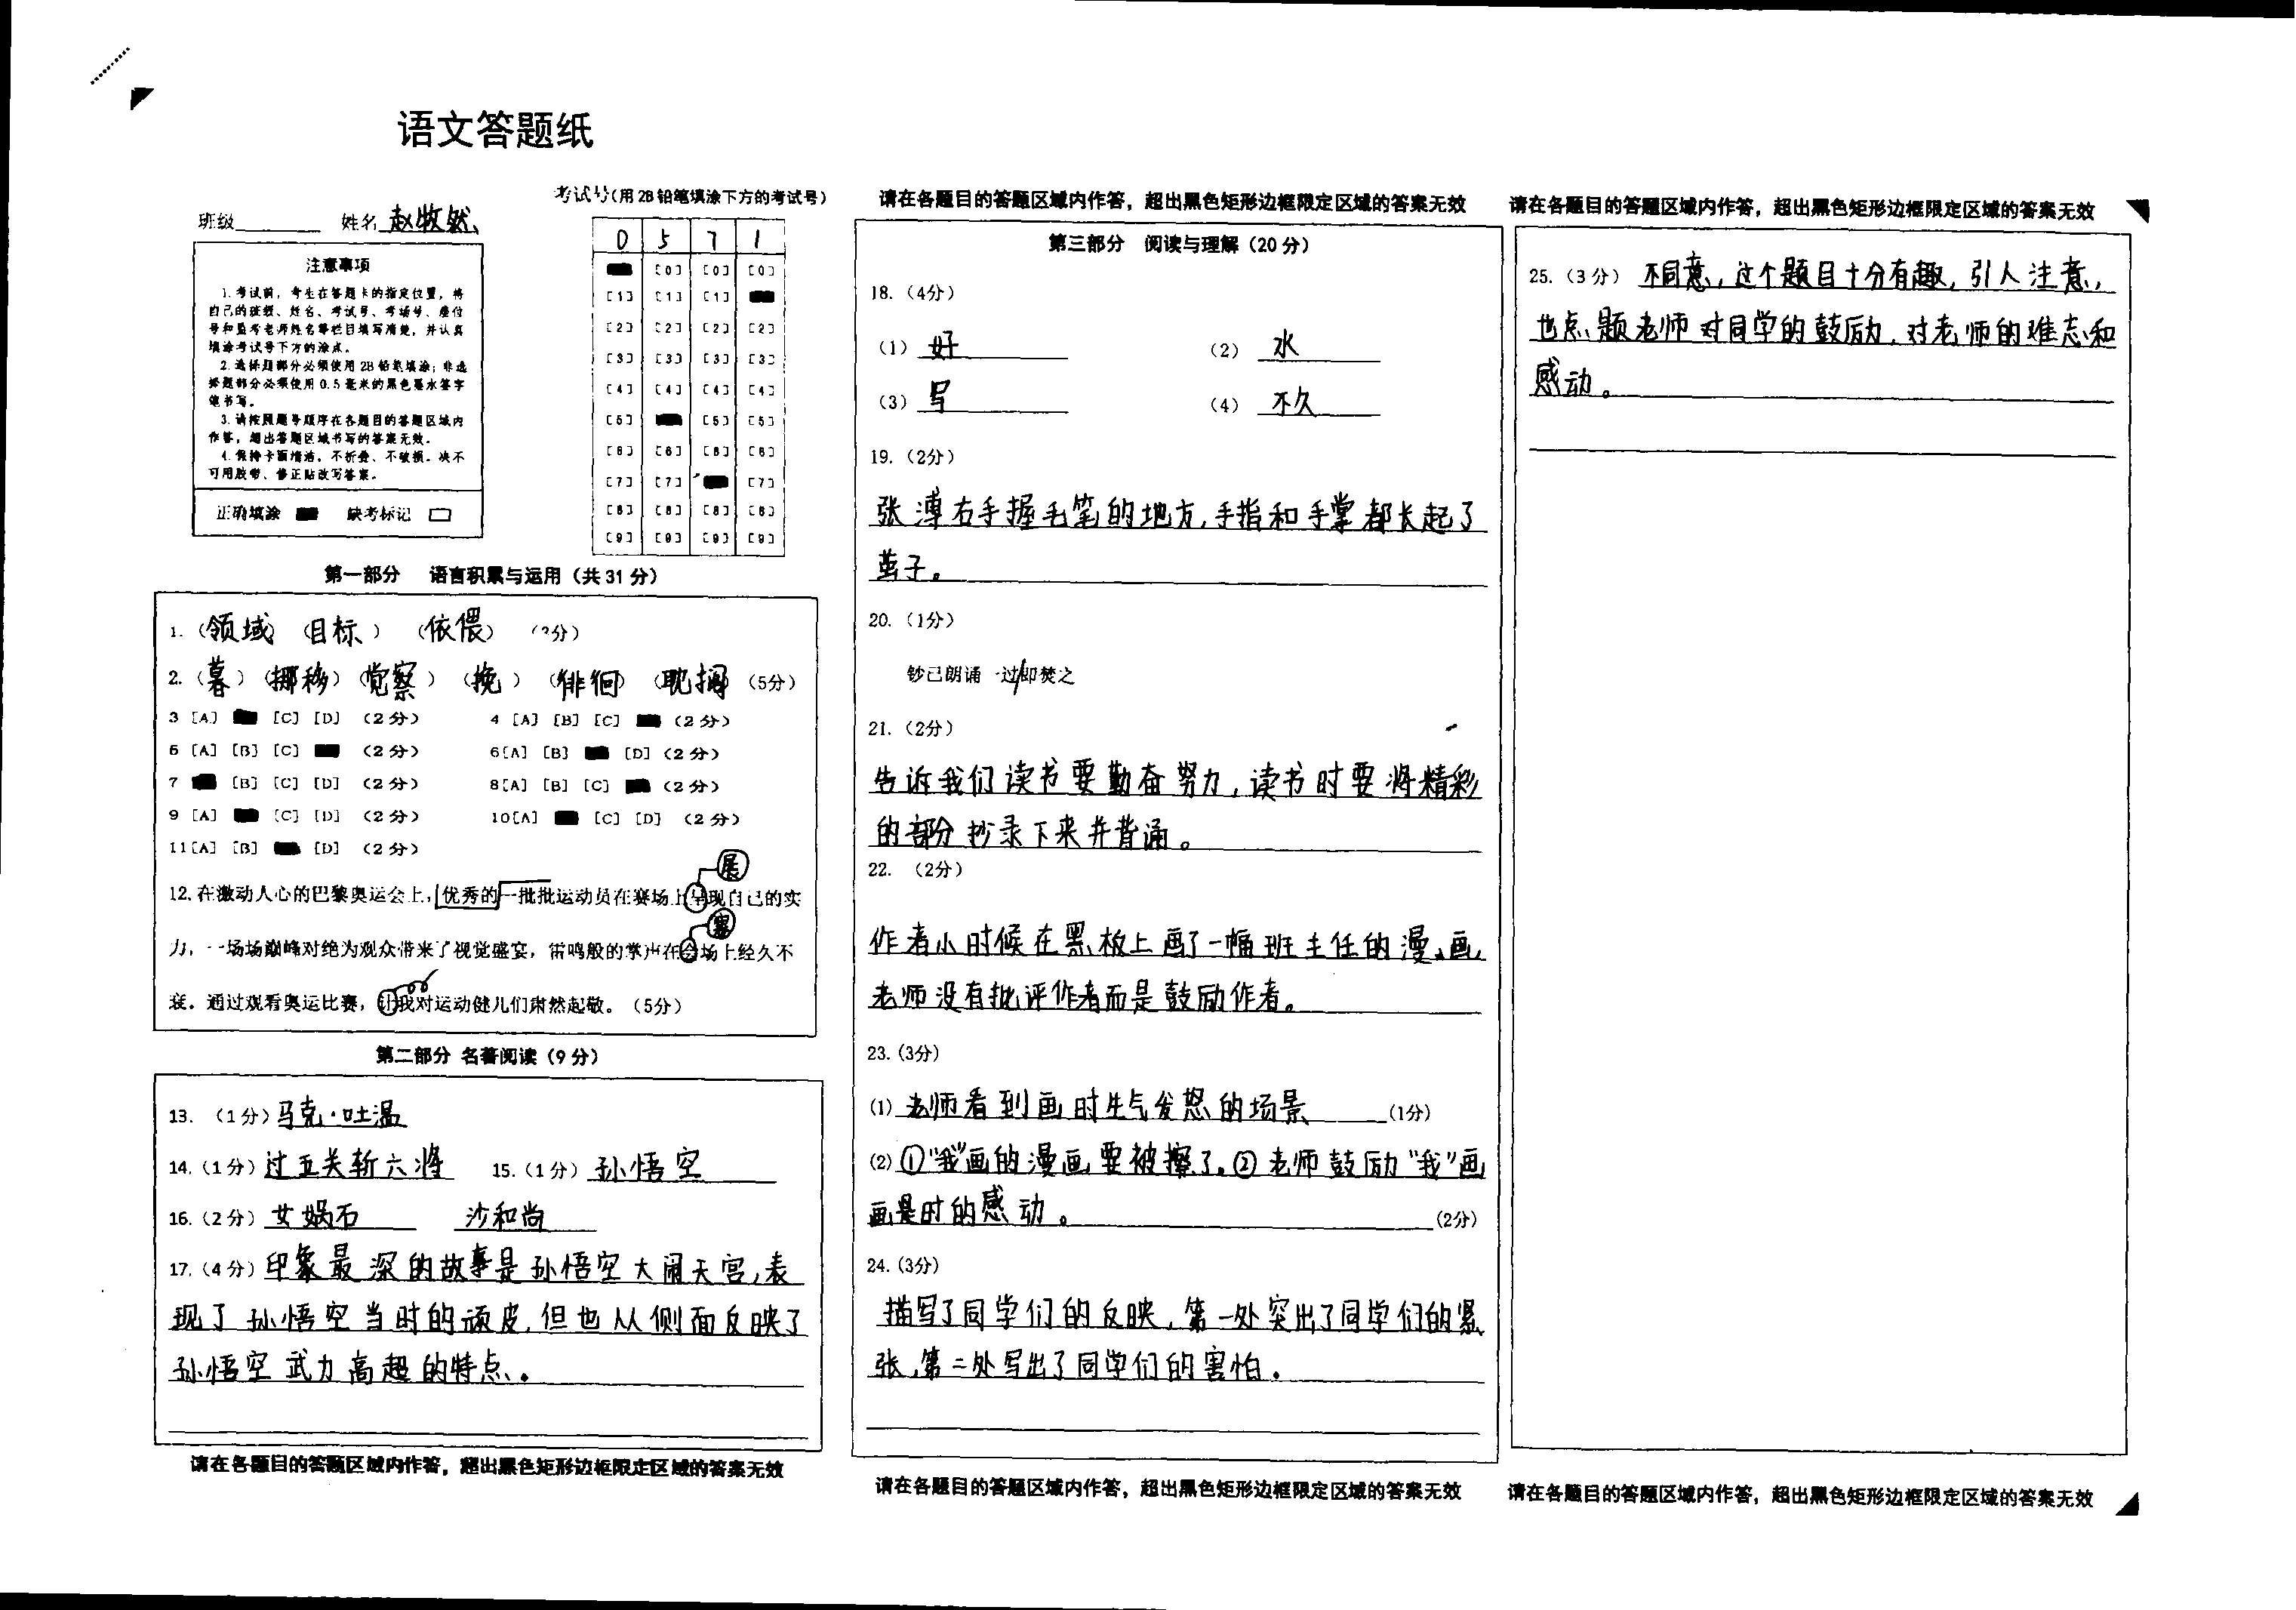 语文答题纸
班级 姓名 赵牧然
考试号(用2B铅笔填涂下方的考试号)
0 5 7 1
[0] [0] [0]
[1] [1] [1]
[2] [2] [2] [2]
[3] [3] [3] [3]
[4] [4] [4] [4]
[5] [5] [5]
[6] [6] [6] [6]
[7] [7] [7]
[8] [8] [8] [8]
[9] [9] [9] [9]
注意事项
1.考试前,考生在答题卡的指定位置,将
自己的班级、姓名、考试号、考场号、座位
号和监考老师姓名等栏目填写清楚,并认真
填涂考试号下方的涂点。
2.选择题部分必须使用2B铅笔填涂;非选
择题部分必须使用0.5毫米的黑色墨水签字
笔书写。
3.请按照题号顺序在各题目的答题区域内
作答,超出答题区域书写的答案无效。
4.保持卡面清洁,不折叠、不破损。决不
可用胶带、修正贴改写答案。
正确填涂 缺考标记
第一部分 语言积累与运用(共31分)
1.(领域)(目标)(依偎)(3分)
2.(暮)(挪移)(觉察)(挽)(徘徊)(耽搁)(5分)
3 [A] [C] [D] (2分) 4 [A] [B] [C] (2分)
5 [A] [B] [C] (2分) 6[A] [B] [D] (2分)
7 [B] [C] [D] (2分) 8[A] [B] [C] (2分)
9 [A] [C] [D] (2分) 10[A] [C] [D] (2分)
11[A] [B] [D] (2分)
展
12.在激动人心的巴黎奥运会上,优秀的一批批运动员在赛场上呈现自己的实
赛
力,一场场巅峰对绝为观众带来了视觉盛宴,雷鸣般的掌声在会场上经久不
衰。通过观看奥运比赛,让我对运动健儿们肃然起敬。(5分)
第二部分 名著阅读(9分)
13.(1分)马克·吐温
14.(1分)过五关斩六将 15.(1分)孙悟空
16.(2分)女娲石 沙和尚
17.(4分)印象最深的故事是孙悟空大闹天宫,表
现了孙悟空当时的顽皮,但也从侧面反映了
孙悟空武力高超的特点。
请在各题目的答题区域内作答,超出黑色矩形边框限定区域的答案无效
请在各题目的答题区域内作答,超出黑色矩形边框限定区域的答案无效
第三部分 阅读与理解(20分)
18.(4分)
(1)好 (2)水
(3)写 (4)不久
19.(2分)
张溥右手握毛笔的地方,手指和手掌都长起了
茧子。
20.(1分)
钞已朗诵一过/即焚之
21.(2分)
告诉我们读书要勤奋努力,读书时要将精彩
的部分抄录下来并背诵。
22.(2分)
作者小时候在黑板上画了一幅班主任的漫画,
老师没有批评作者而是鼓励作者。
23.(3分)
(1)老师看到画时生气发怒的场景(1分)
(2)①“我”画的漫画要被擦了。②老师鼓励“我”画
画是时的感动。(2分)
24.(3分)
描写了同学们的反映,第一处突出了同学们的紧
张,第二处写出了同学们的害怕。
请在各题目的答题区域内作答,超出黑色矩形边框限定区域的答案无效
请在各题目的答题区域内作答,超出黑色矩形边框限定区域的答案无效
25.(3分)不同意,这个题目十分有趣,引人注意,
也点题老师对同学的鼓励,对老师的难忘和
感动。
请在各题目的答题区域内作答,超出黑色矩形边框限定区域的答案无效